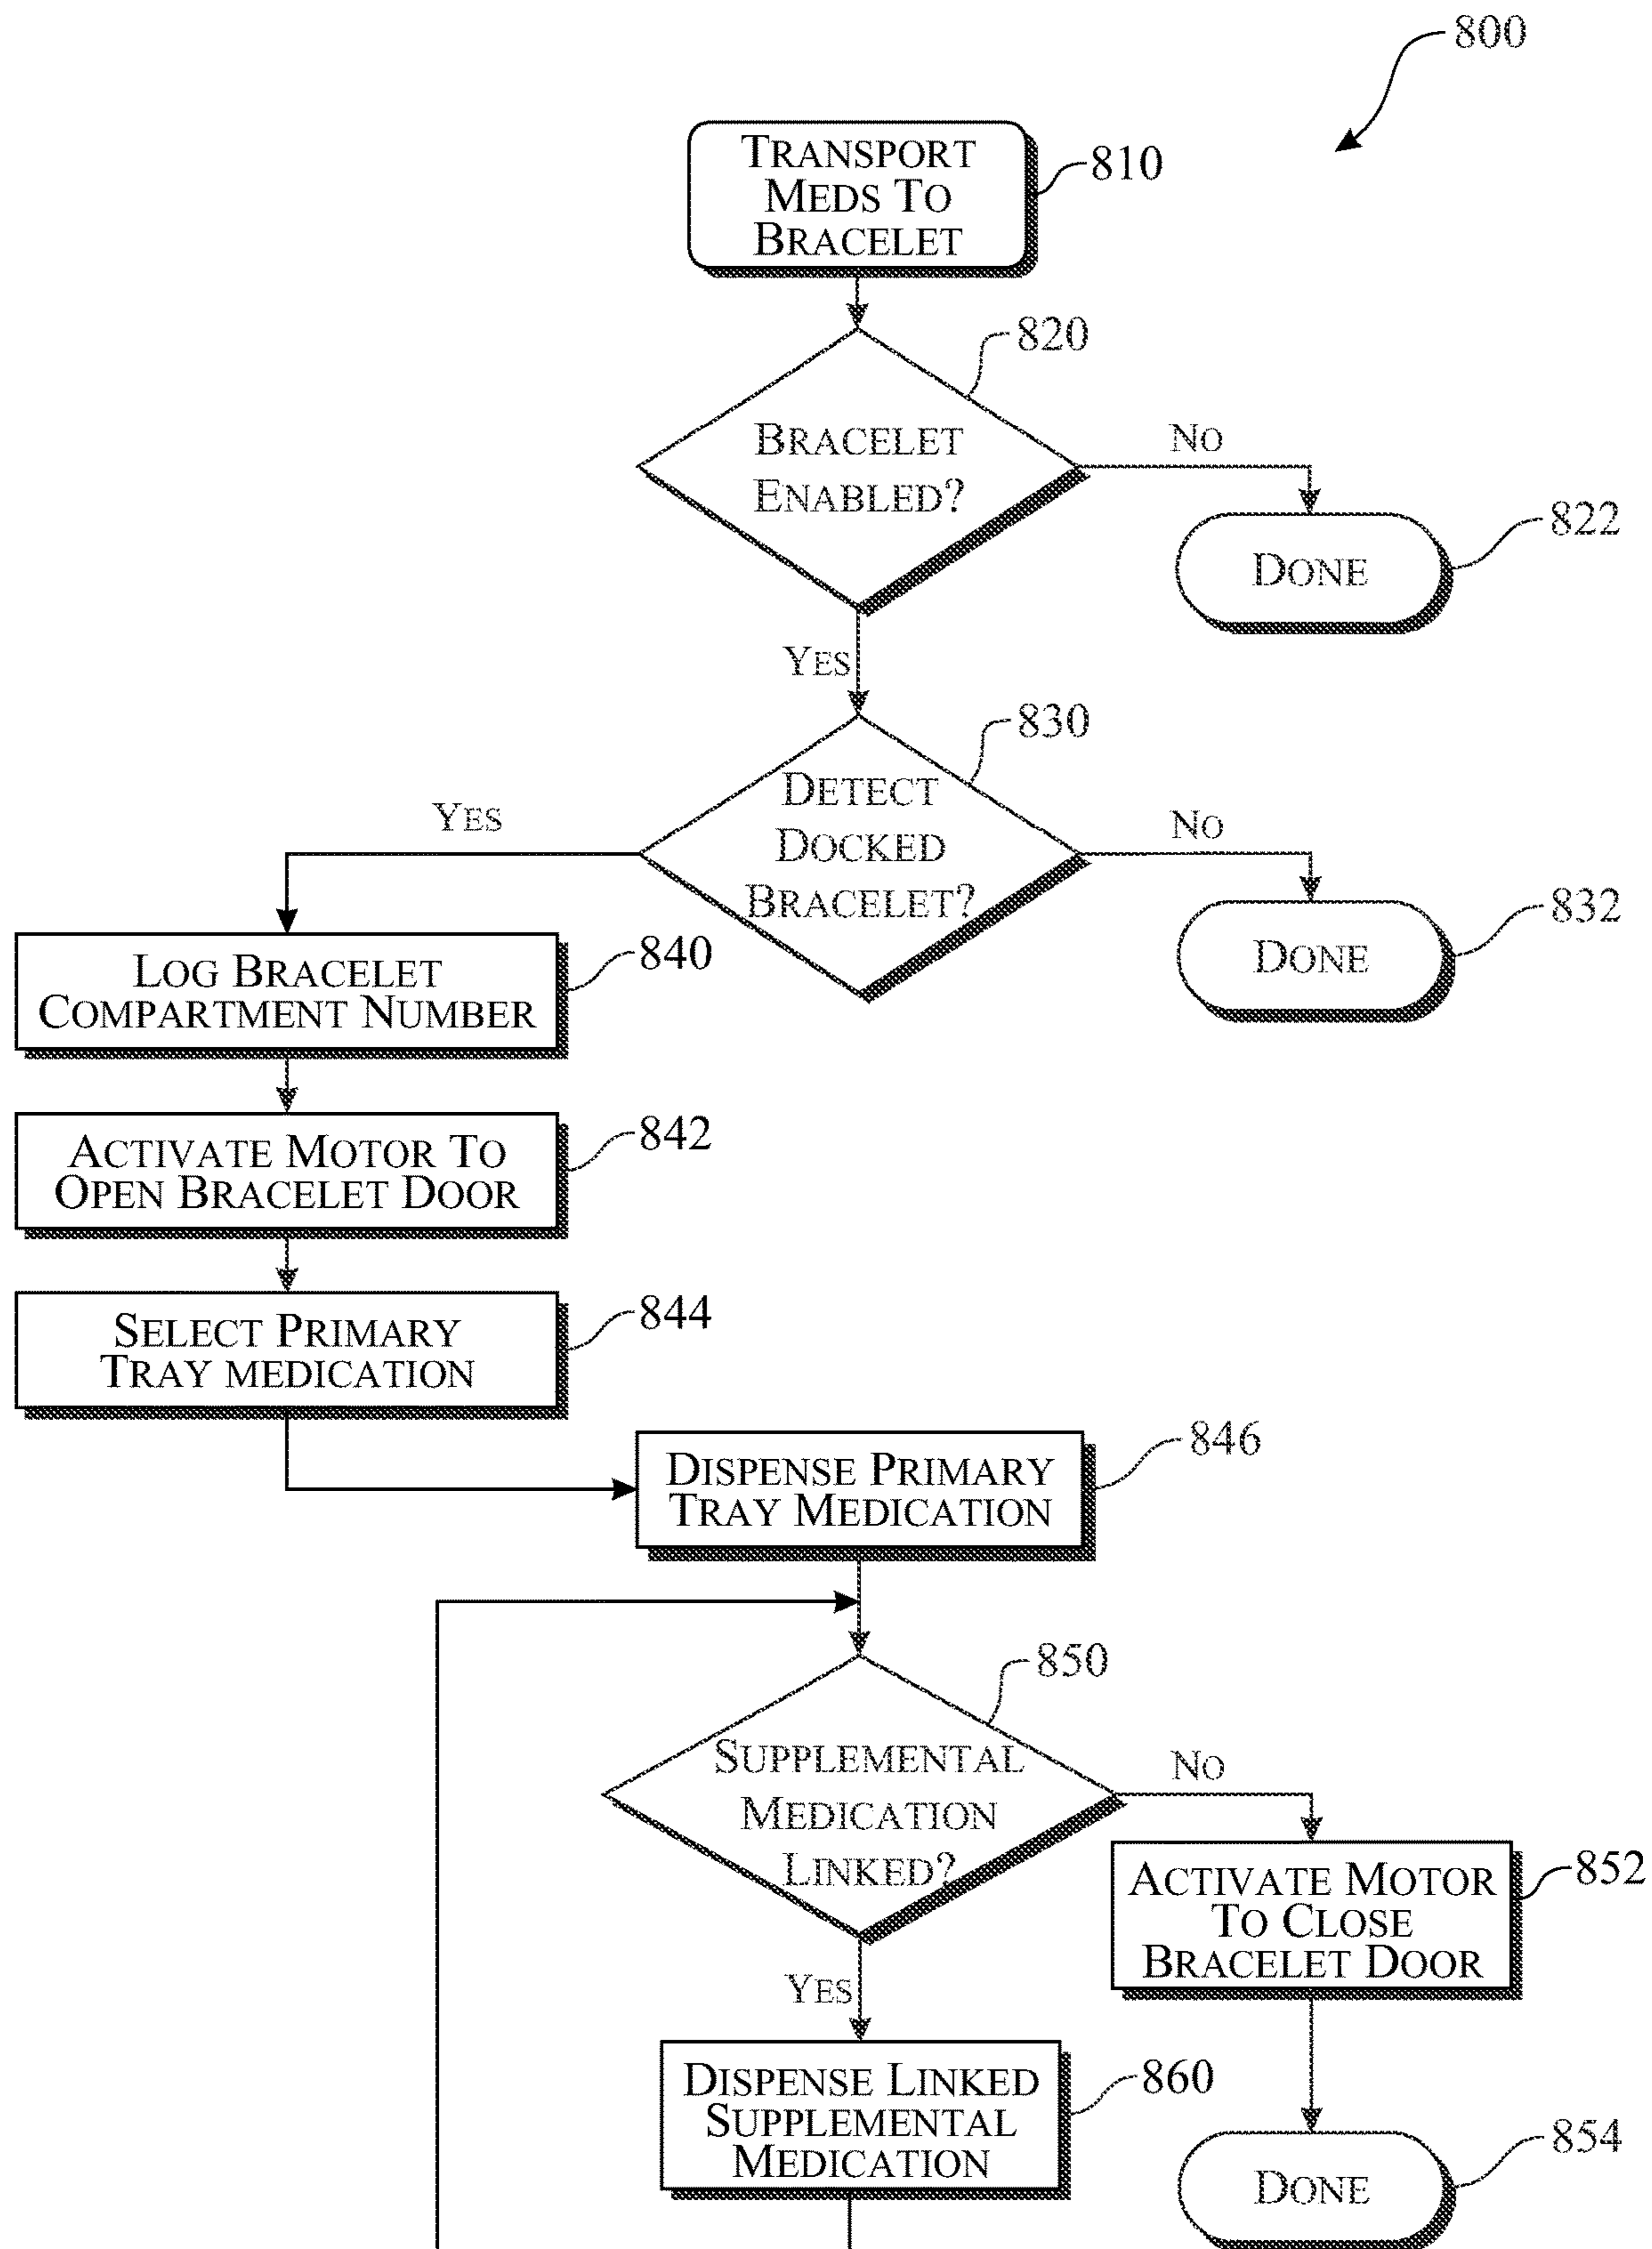 800
TRANSPORT
MEDS TO
BRACELET
810
820
BRACELET
ENABLED?
NO
822
DONE
YES
830
DETECT
DOCKED
BRACELET?
YES
NO
832
DONE
LOG BRACELET
COMPARTMENT NUMBER
840
ACTIVATE MOTOR TO
OPEN BRACELET DOOR
842
SELECT PRIMARY
TRAY MEDICATION
844
DISPENSE PRIMARY
TRAY MEDICATION
846
850
SUPPLEMENTAL
MEDICATION
LINKED?
NO
ACTIVATE MOTOR
TO CLOSE
BRACELET DOOR
852
YES
DISPENSE LINKED
SUPPLEMENTAL
MEDICATION
860
DONE
854